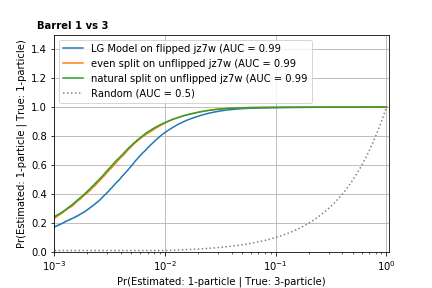 Barrel 1 vs 3
Pr(Estimated: 1-particle | True: 1-particle)
1.4
1.2
1.0
0.8
0.6
0.4
0.2
0.0
LG Model on flipped jz7w (AUC = 0.99
even split on unflipped jz7w (AUC = 0.99
natural split on unflipped jz7w (AUC = 0.99
Random (AUC = 0.5)
10⁻³ 10⁻² 10⁻¹ 10⁰
Pr(Estimated: 1-particle | True: 3-particle)